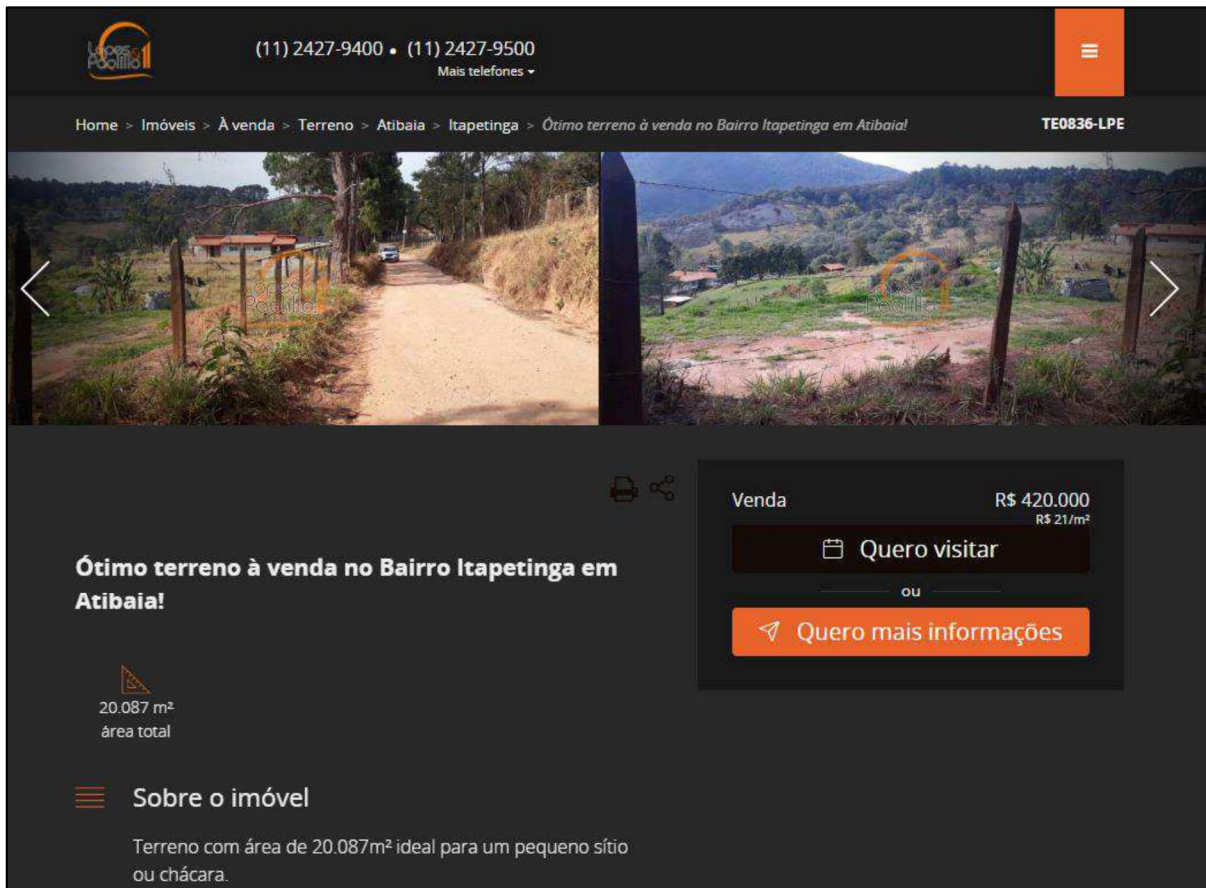 Lopes&
Paolillo
(11) 2427-9400 • (11) 2427-9500
Mais telefones
Home > Imóveis > À venda > Terreno > Atibaia > Itapetinga > Ótimo terreno à venda no Bairro Itapetinga em Atibaia!
TE0836-LPE
Venda
R$ 420.000
R$ 21/m²
Quero visitar
ou
Quero mais informações
Ótimo terreno à venda no Bairro Itapetinga em
Atibaia!
20.087 m²
área total
Sobre o imóvel
Terreno com área de 20.087m² ideal para um pequeno sítio
ou chácara.